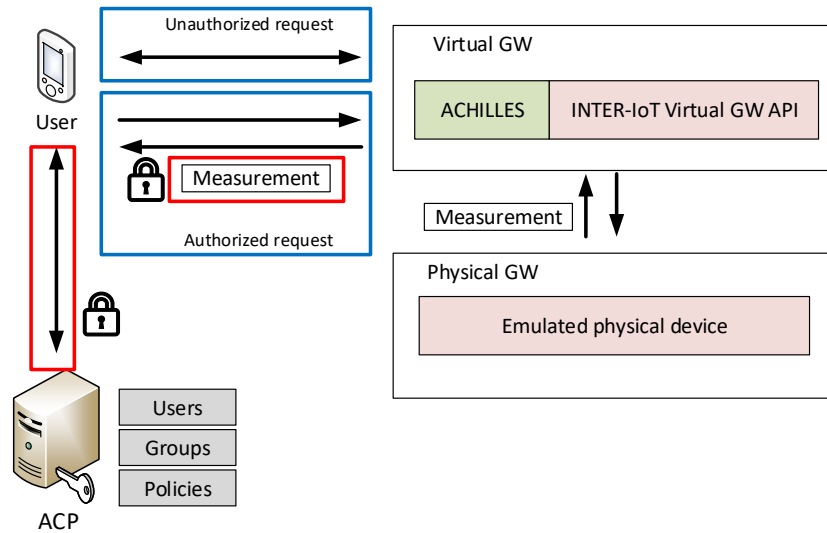 Unauthorized request
User
Measurement
Authorized request
Virtual GW
ACHILLES
INTER-IoT Virtual GW API
Measurement
Physical GW
Emulated physical device
Users
Groups
Policies
ACP